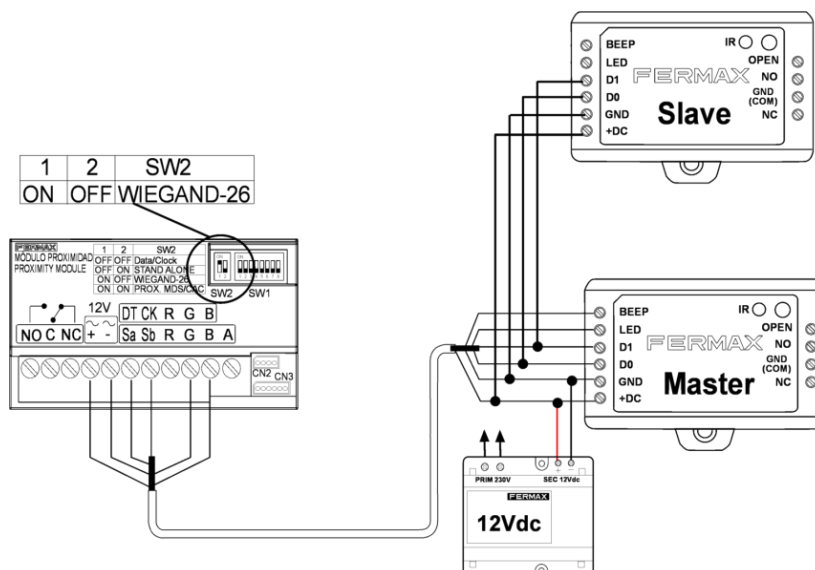 1 2 SW2
ON OFF WIEGAND-26
FERMAX
MÓDULO PROXIMIDAD
PROXIMITY MODULE
1 2 SW2
OFF OFF Data/Clock
OFF ON STAND ALONE
ON OFF WIEGAND-26
ON ON PROX. MDS/CAC
ON
ON
SW2 SW1
12V
NO C NC + -
DT CK R G B
Sa Sb R G B A
CN2
CN3
BEEP
LED
D1
D0
GND
+DC
FERMAX
Slave
IR
OPEN
NO
GND
(COM)
NC
BEEP
LED
D1
D0
GND
+DC
FERMAX
Master
IR
OPEN
NO
GND
(COM)
NC
+ -
PRIM 230V SEC 12Vdc
FERMAX
12Vdc